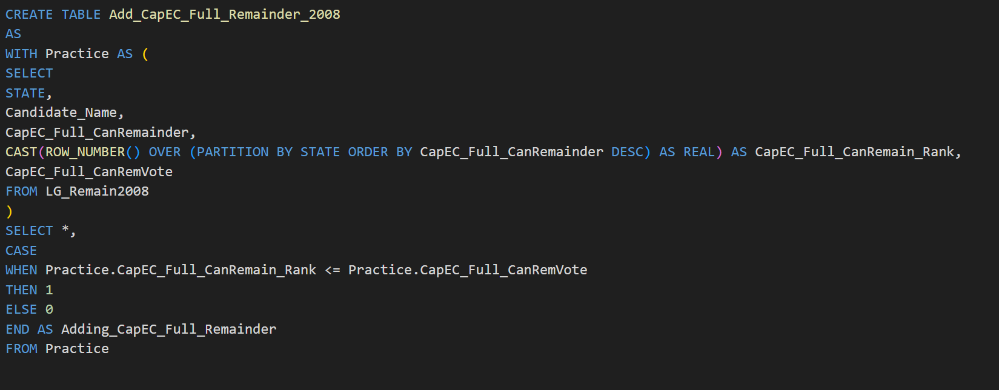 CREATE TABLE Add_CapEC_Full_Remainder_2008
AS
WITH Practice AS (
SELECT
STATE,
Candidate_Name,
CapEC_Full_CanRemainder,
CAST(ROW_NUMBER() OVER (PARTITION BY STATE ORDER BY CapEC_Full_CanRemainder DESC) AS REAL) AS CapEC_Full_CanRemain_Rank,
CapEC_Full_CanRemVote
FROM LG_Remain2008
)
SELECT *,
CASE
WHEN Practice.CapEC_Full_CanRemain_Rank <= Practice.CapEC_Full_CanRemVote
THEN 1
ELSE 0
END AS Adding_CapEC_Full_Remainder
FROM Practice